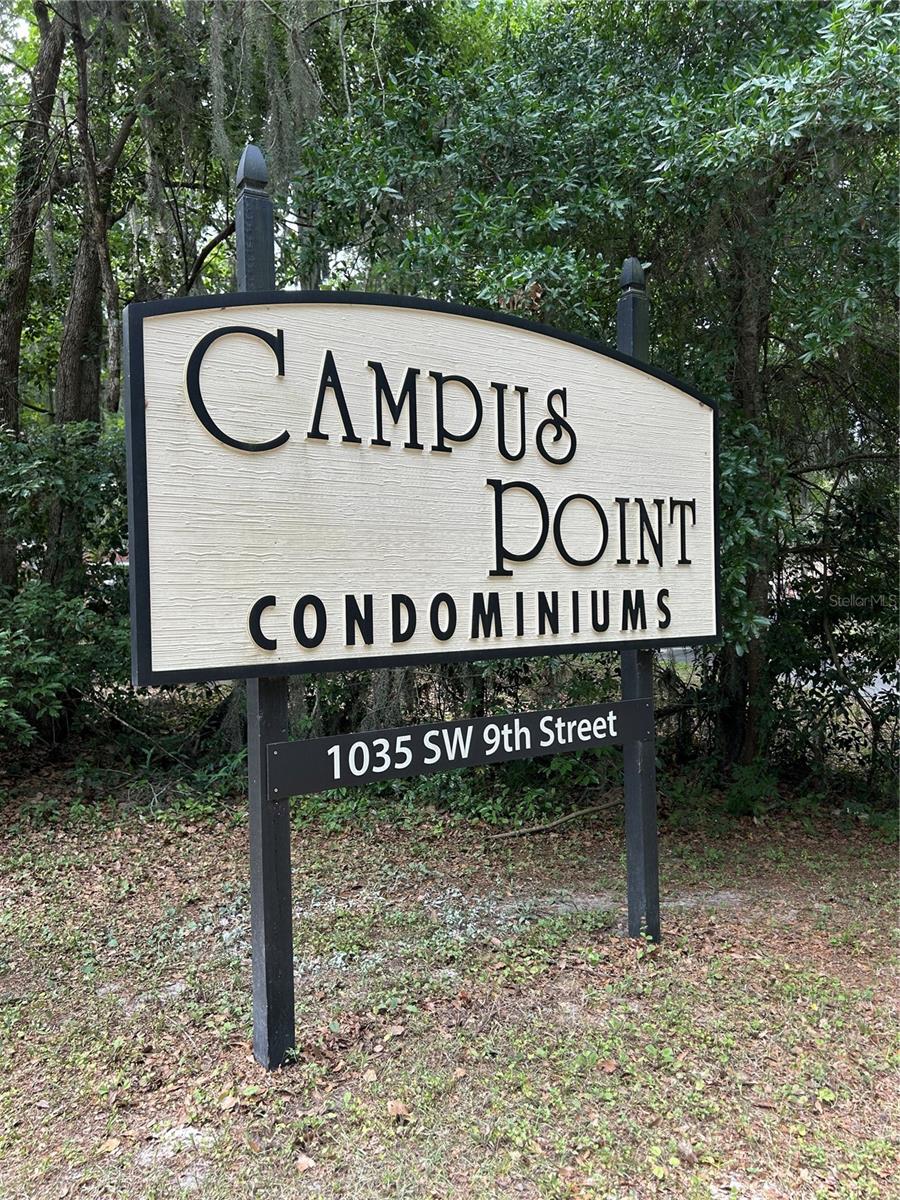 CAMPUS
POINT
CONDOMINIUMS
1035 SW 9th Street
StellarMLS